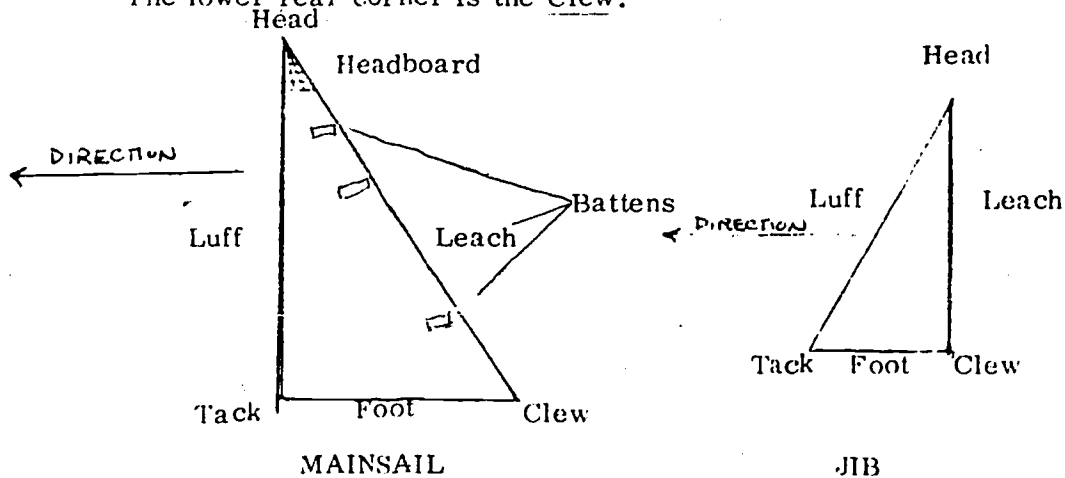 The lower rear corner is the Clew.
Head
Headboard
Head
DIRECTION
Battens
Luff
Leach
Luff
Leach
DIRECTION
Tack
Foot
Clew
Tack
Foot
Clew
MAINSAIL
JIB